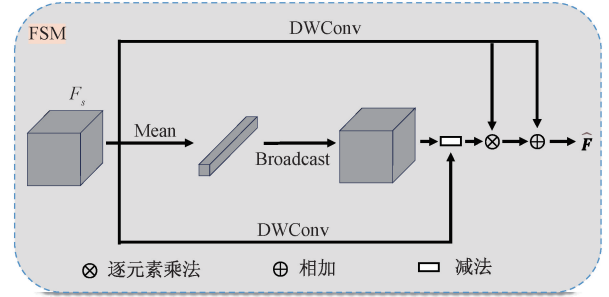 FSM
DWConv
F_s
Mean
Broadcast
F̂
DWConv
⊗ 逐元素乘法 ⊕ 相加 ▭ 减法